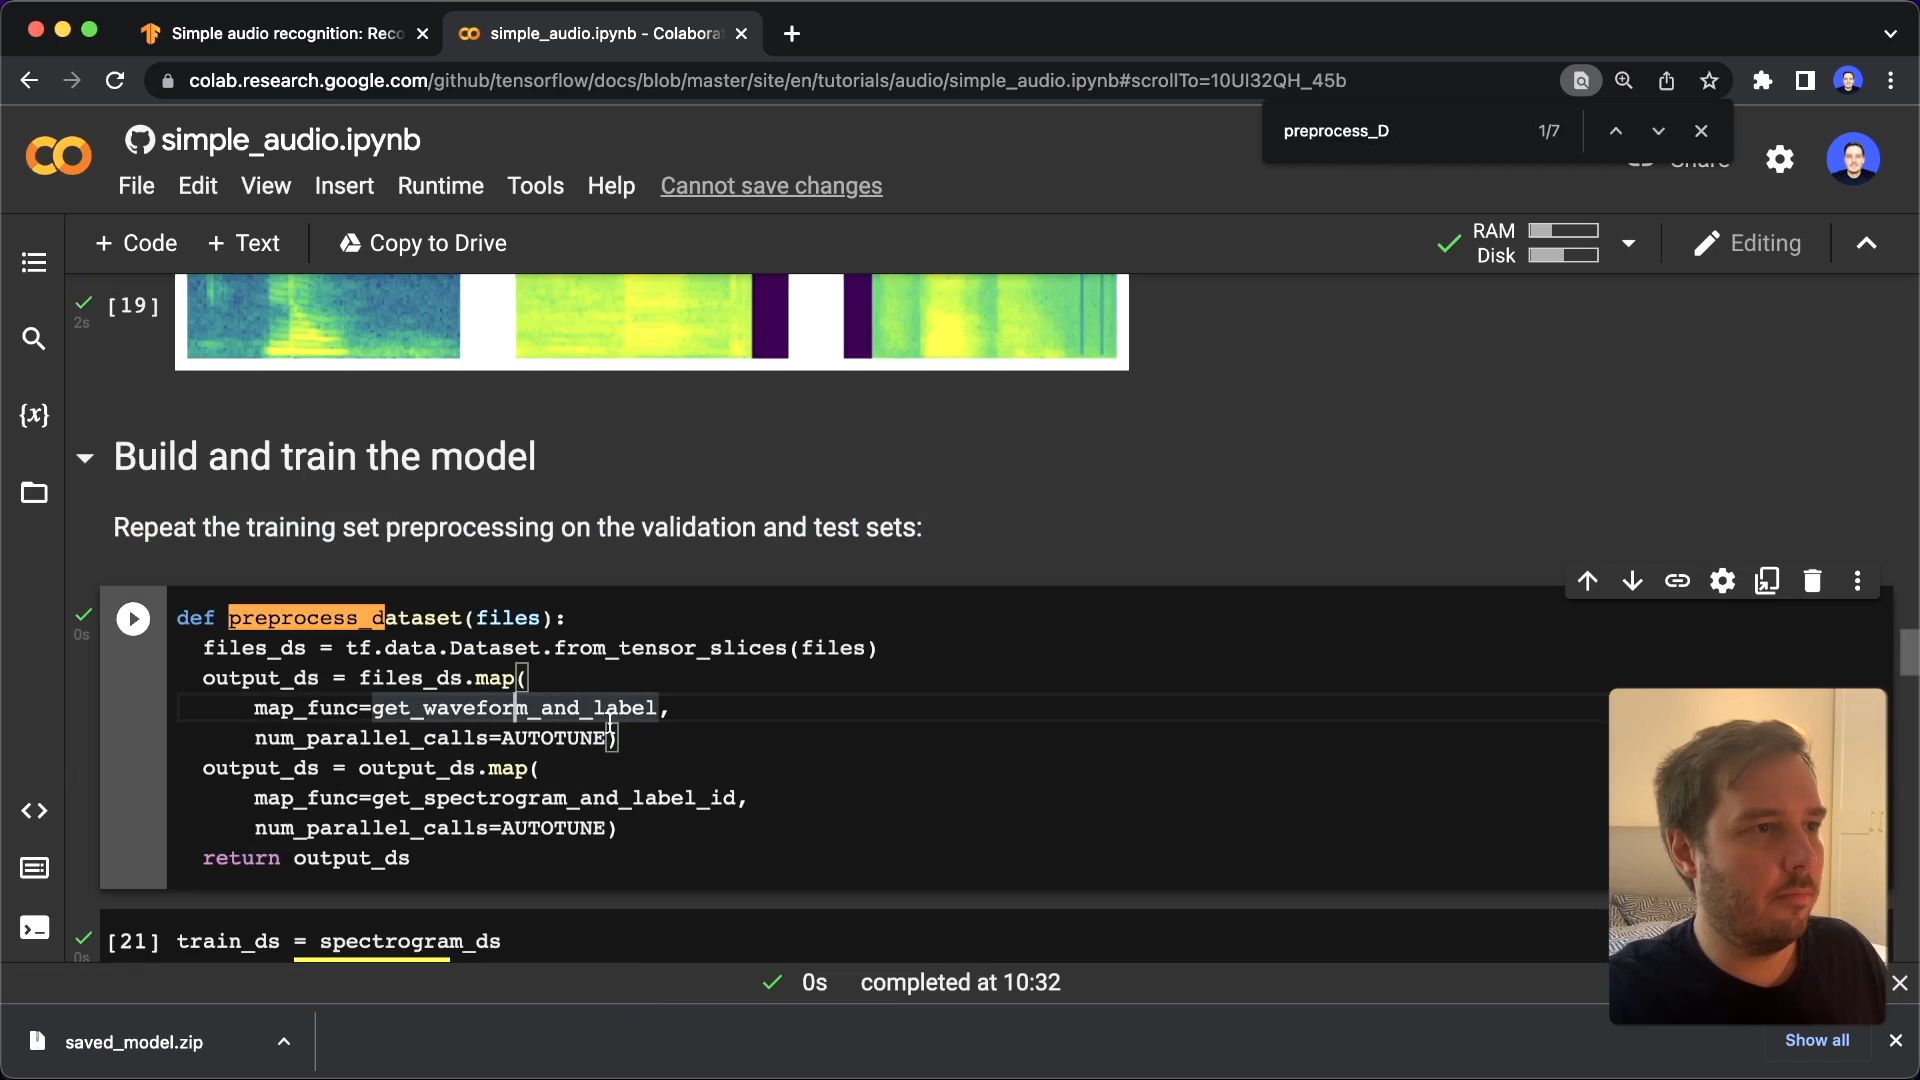 Simple audio recognition: Reco
simple_audio.ipynb - Colabora
colab.research.google.com/github/tensorflow/docs/blob/master/site/en/tutorials/audio/simple_audio.ipynb#scrollTo=10UI32QH_45b
preprocess_D 1/7
simple_audio.ipynb
Share
File Edit View Insert Runtime Tools Help Cannot save changes
+ Code + Text Copy to Drive
RAM
Disk
Editing
[19]
2s
Build and train the model
Repeat the training set preprocessing on the validation and test sets:
0s
def preprocess_dataset(files):
files_ds = tf.data.Dataset.from_tensor_slices(files)
output_ds = files_ds.map(
map_func=get_waveform_and_label,
num_parallel_calls=AUTOTUNE)
output_ds = output_ds.map(
map_func=get_spectrogram_and_label_id,
num_parallel_calls=AUTOTUNE)
return output_ds
[21] train_ds = spectrogram_ds
0s
0s completed at 10:32
saved_model.zip
Show all